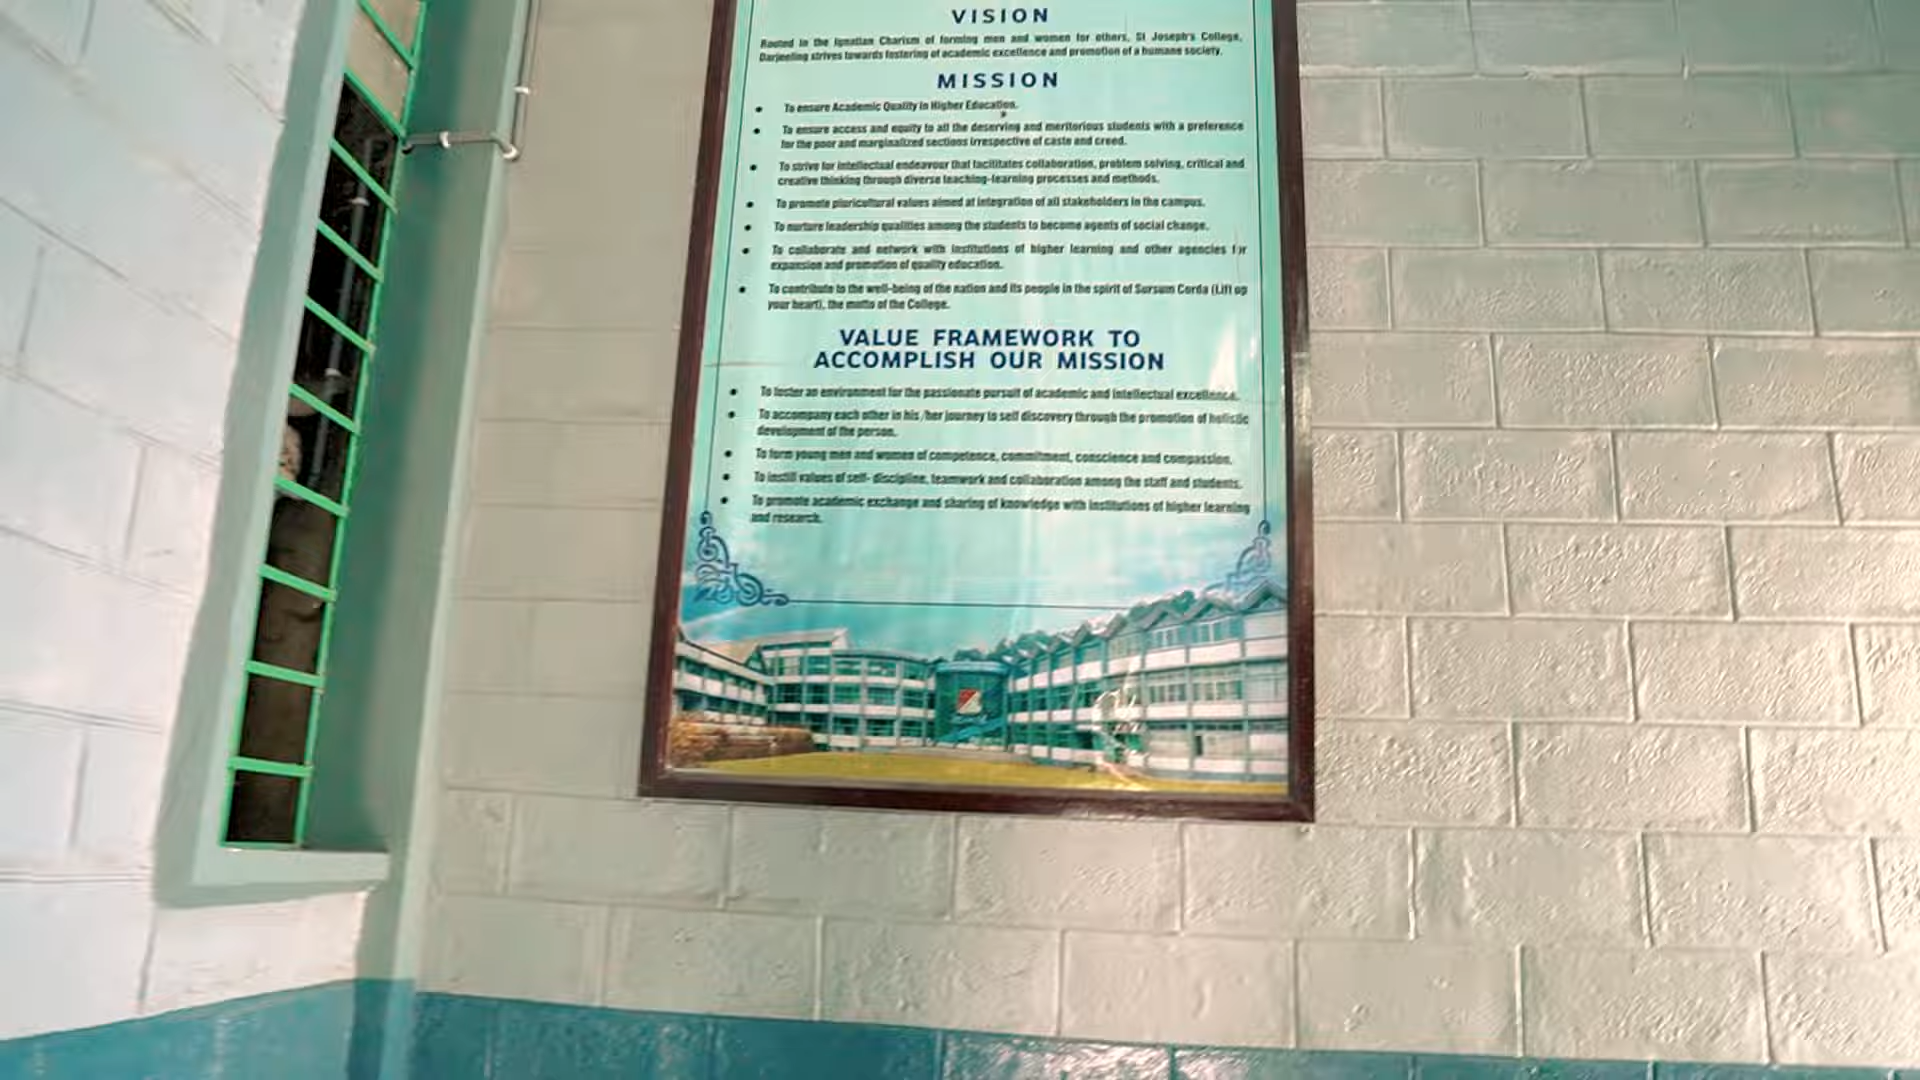 VISION
Rooted in the Ignatian Charism of forming men and women for others, St Joseph's College,
Darjeeling strives towards fostering of academic excellence and promotion of a humane society.
MISSION
• To ensure Academic Quality in Higher Education.
• To ensure access and equity to all the deserving and meritorious students with a preference
for the poor and marginalized sections irrespective of caste and creed.
• To strive for intellectual endeavour that facilitates collaboration, problem solving, critical and
creative thinking through diverse teaching-learning processes and methods.
• To promote pluricultural values aimed at integration of all stakeholders in the campus.
• To nurture leadership qualities among the students to become agents of social change.
• To collaborate and network with institutions of higher learning and other agencies for
expansion and promotion of quality education.
• To contribute to the well-being of the nation and its people in the spirit of Sursum Corda (Lift up
your heart), the motto of the College.
VALUE FRAMEWORK TO
ACCOMPLISH OUR MISSION
• To foster an environment for the passionate pursuit of academic and intellectual excellence.
• To accompany each other in his/her journey to self discovery through the promotion of holistic
development of the person.
• To form young men and women of competence, commitment, conscience and compassion.
• To instill values of self- discipline, teamwork and collaboration among the staff and students.
• To promote academic exchange and sharing of knowledge with institutions of higher learning
and research.